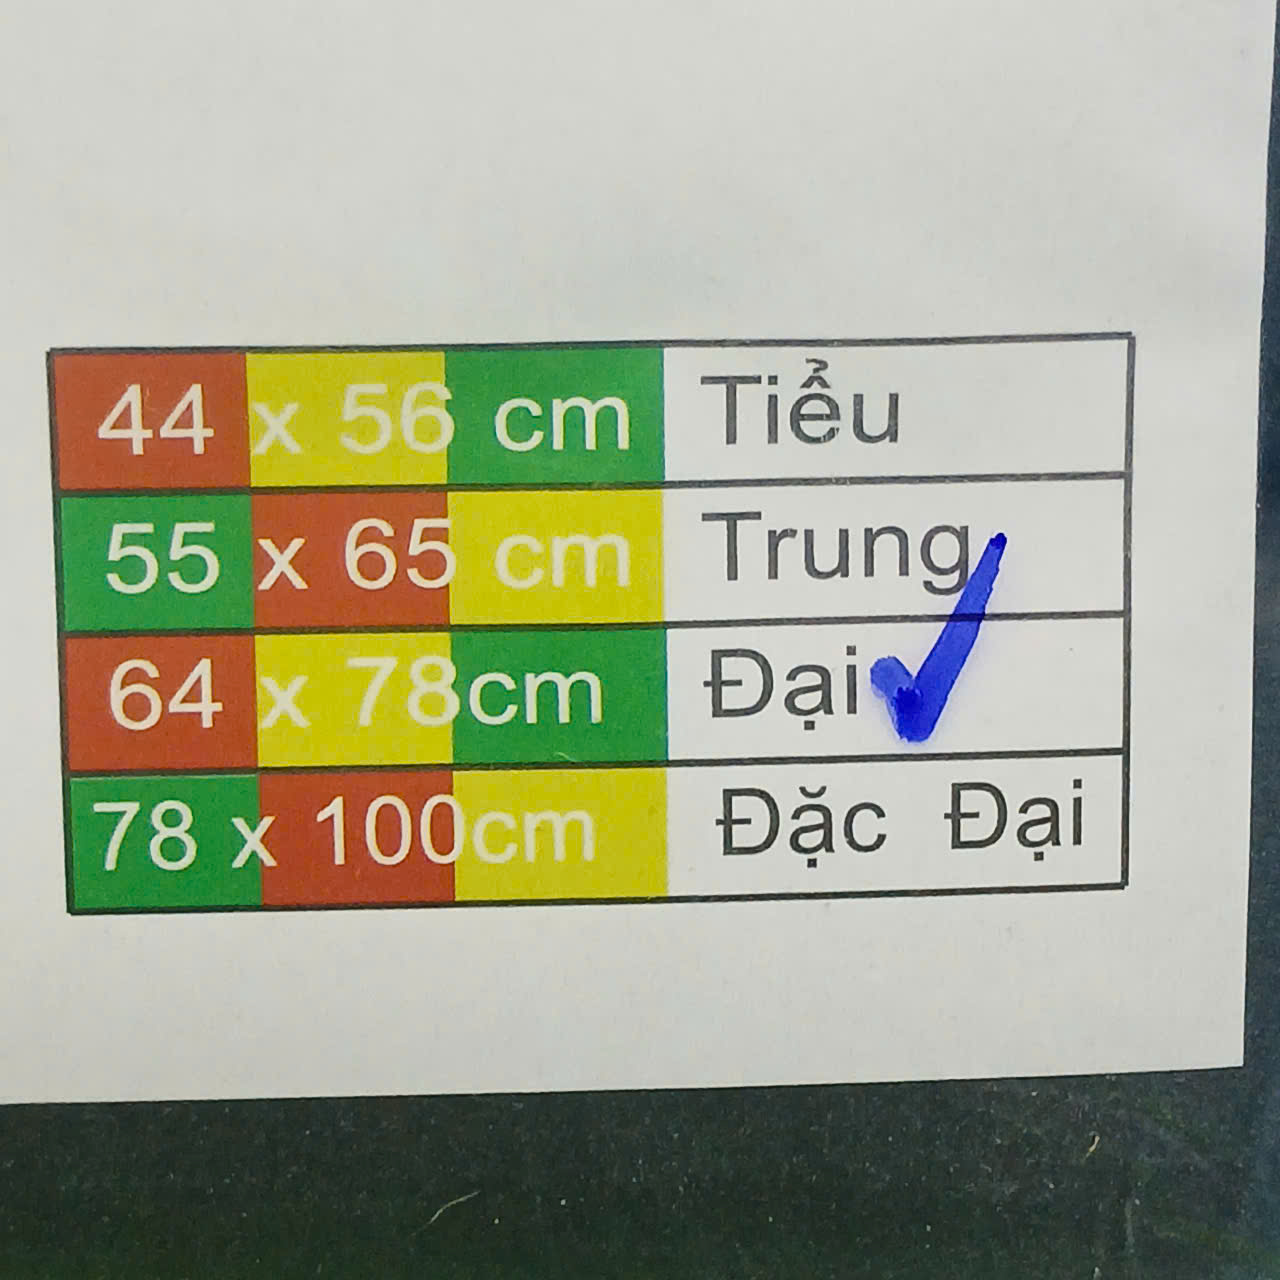 44 x 56 cm Tiểu
55 x 65 cm Trung
64 x 78cm Đại
78 x 100cm Đặc Đại